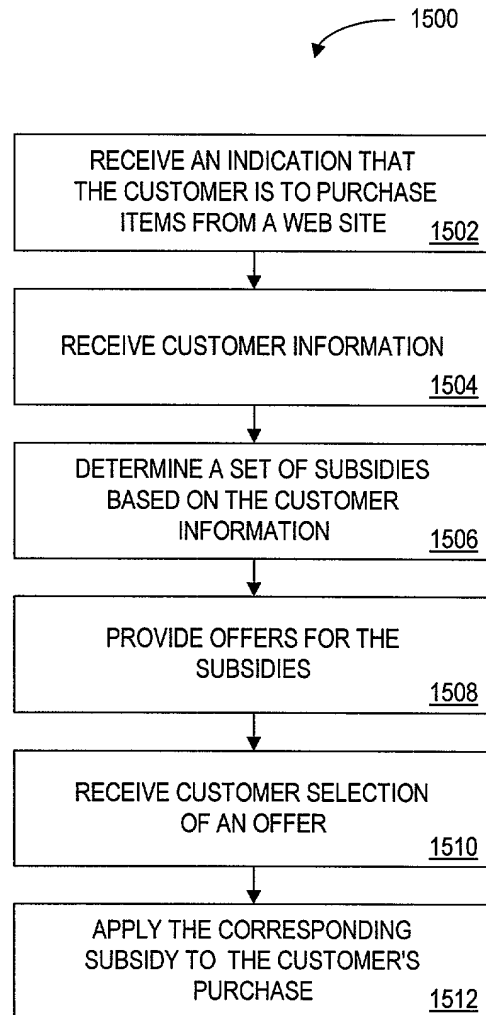 1500
RECEIVE AN INDICATION THAT
THE CUSTOMER IS TO PURCHASE
ITEMS FROM A WEB SITE
1502
RECEIVE CUSTOMER INFORMATION
1504
DETERMINE A SET OF SUBSIDIES
BASED ON THE CUSTOMER
INFORMATION
1506
PROVIDE OFFERS FOR THE
SUBSIDIES
1508
RECEIVE CUSTOMER SELECTION
OF AN OFFER
1510
APPLY THE CORRESPONDING
SUBSIDY TO THE CUSTOMER'S
PURCHASE
1512